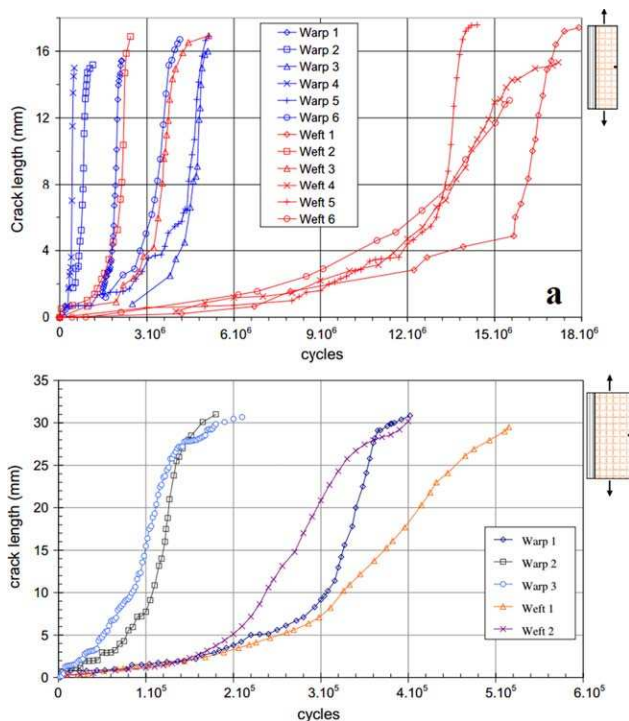 a
Crack length (mm)
20
16
12
8
4
0
Warp 1
Warp 2
Warp 3
Warp 4
Warp 5
Warp 6
Weft 1
Weft 2
Weft 3
Weft 4
Weft 5
Weft 6
a
0 3.10⁶ 6.10⁶ 9.10⁶ 12.10⁶ 15.10⁶ 18.10⁶
cycles
crack length (mm)
35
30
25
20
15
10
5
0
Warp 1
Warp 2
Warp 3
Weft 1
Weft 2
0 1.10⁵ 2.10⁵ 3.10⁵ 4.10⁵ 5.10⁵ 6.10⁵
cycles